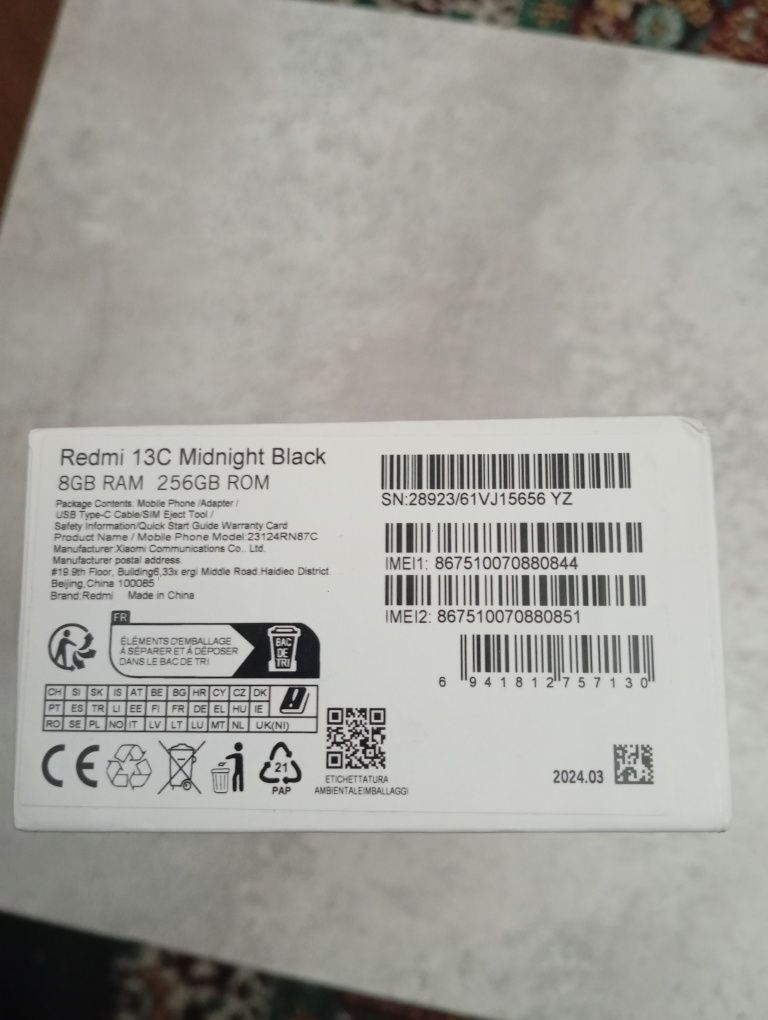 Redmi 13C Midnight Black
8GB RAM 256GB ROM
Package Contents: Mobile Phone /Adapter /
USB Type-C Cable/SIM Eject Tool /
Safety Information/Quick Start Guide Warranty Card
Product Name / Mobile Phone Model:23124RN87C
Manufacturer:Xiaomi Communications Co.. Ltd.
Manufacturer postal address
#19.9th Floor, Building6,33x ergi Middle Road.Haidieo District
Beijing,China 100085
Brand:Redmi Made in China
SN:28923/61VJ15656 YZ
IMEI1: 867510070880844
IMEI2: 867510070880851
6 941812757130
FR
ÉLÉMENTS D'EMBALLAGE
À SÉPARER ET À DÉPOSER
DANS LE BAC DE TRI
BAC
DE
TRI
CH SI SK IS AT BE BG HR CY CZ DK
PT ES TR LI EE FI FR DE EL HU IE
RO SE PL NO IT LV LT LU MT NL UK(NI)
CE
21
PAP
ETICHETTATURA
AMBIENTALEIMBALLAGGI
2024.03